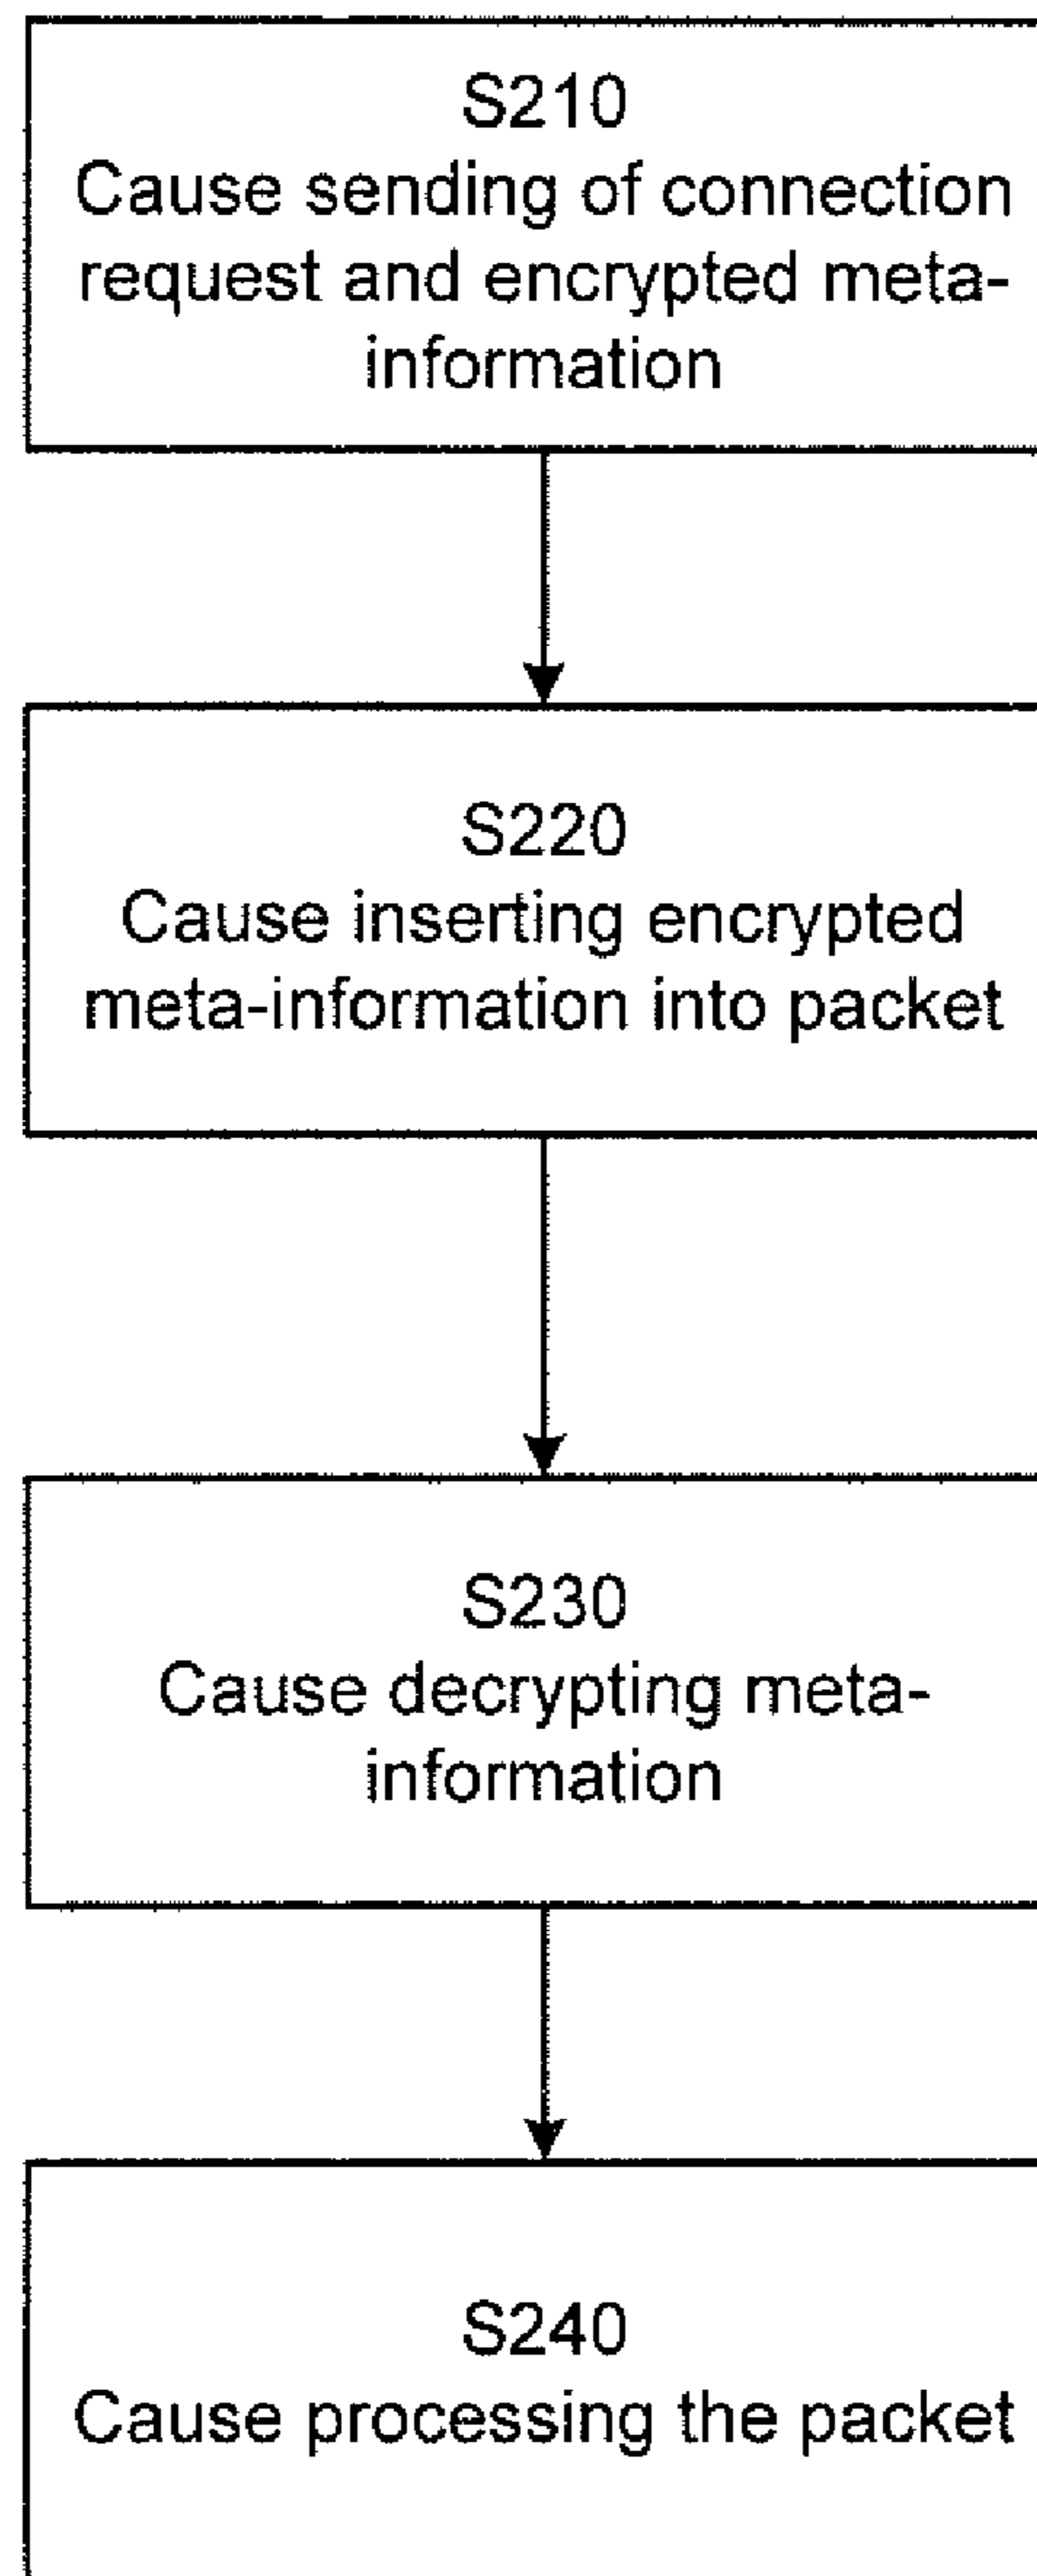 S210
Cause sending of connection
request and encrypted meta-
information
S220
Cause inserting encrypted
meta-information into packet
S230
Cause decrypting meta-
information
S240
Cause processing the packet